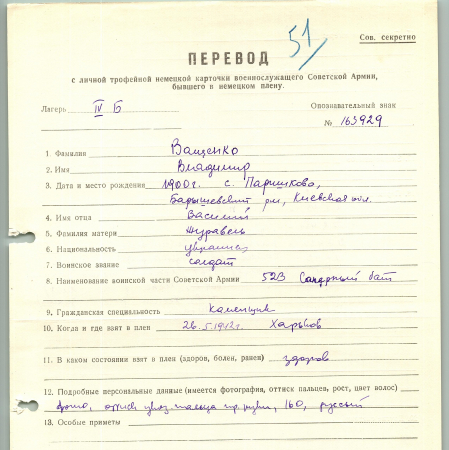 51
Сов. секретно
ПЕРЕВОД
с личной трофейной немецкой карточки военнослужащего Советской Армии,
бывшего в немецком плену.
Лагерь IV Б Опознавательный знак
№ 163929
1. Фамилия Ващенко
2. Имя Владимир
3. Дата и место рождения 1900г. с. Паришково,
Барышевский рн, Киевская обл.
4. Имя отца Василий
5. Фамилия матери Журавель
6. Национальность украинец
7. Воинское звание солдат
8. Наименование воинской части Советской Армии 523 Сандрный бат
9. Гражданская специальность Каменщик
10. Когда и где взят в плен 26.5.1942г. Харьков
11. В каком состоянии взят в плен (здоров, болен, ранен) здоров
12. Подробные персональные данные (имеется фотография, оттиск пальцев, рост, цвет волос)
фото, оттиск указ. пальца пр. руки, 160, русый
13. Особые приметы